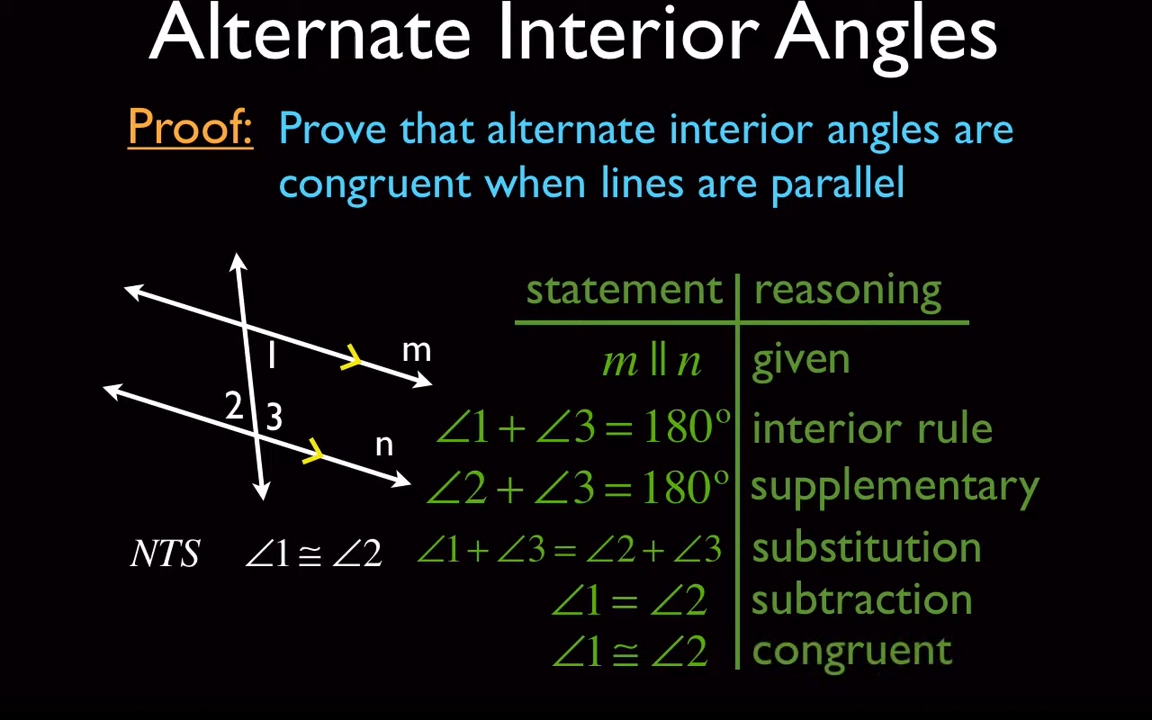 Alternate Interior Angles
Proof: Prove that alternate interior angles are
congruent when lines are parallel
statement reasoning
m || n given
1 m
∠1 + ∠3 = 180º interior rule
2 3 n
∠2 + ∠3 = 180º supplementary
NTS ∠1 ≅ ∠2
∠1 + ∠3 = ∠2 + ∠3 substitution
∠1 = ∠2 subtraction
∠1 ≅ ∠2 congruent